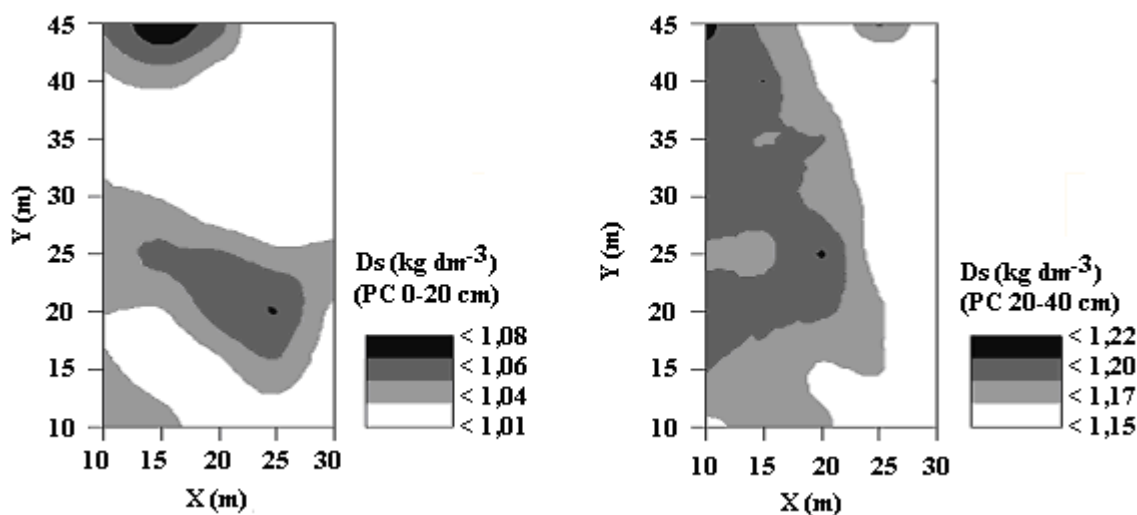 45
40
35
30
25
20
15
10
Y (m)
10 15 20 25 30
X (m)
Ds (kg dm-3)
(PC 0-20 cm)
< 1,08
< 1,06
< 1,04
< 1,01
45
40
35
30
25
20
15
10
Y (m)
10 15 20 25 30
X (m)
Ds (kg dm-3)
(PC 20-40 cm)
< 1,22
< 1,20
< 1,17
< 1,15